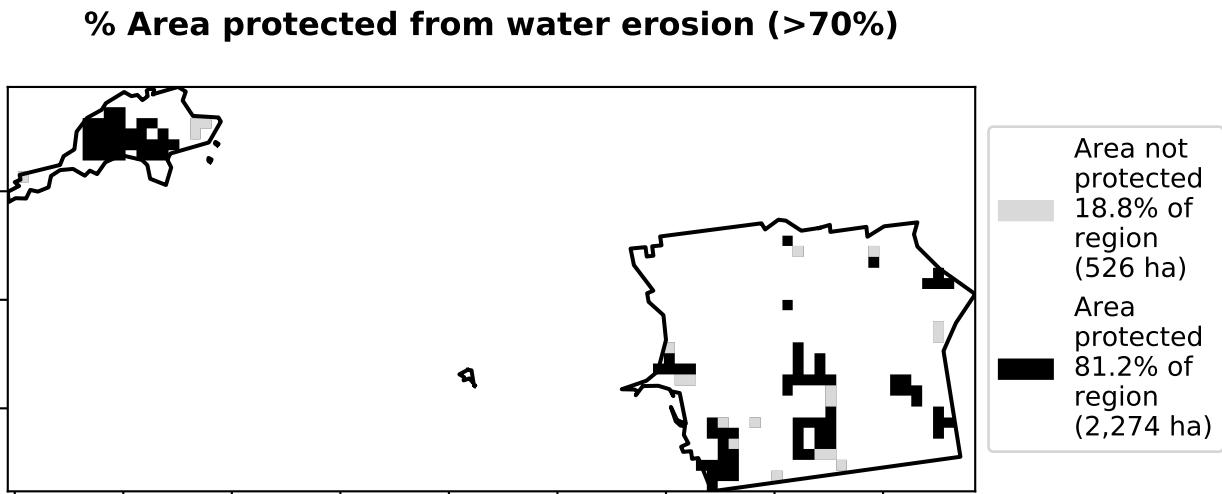 % Area protected from water erosion (>70%)
Area not
protected
18.8% of
region
(526 ha)
Area
protected
81.2% of
region
(2,274 ha)